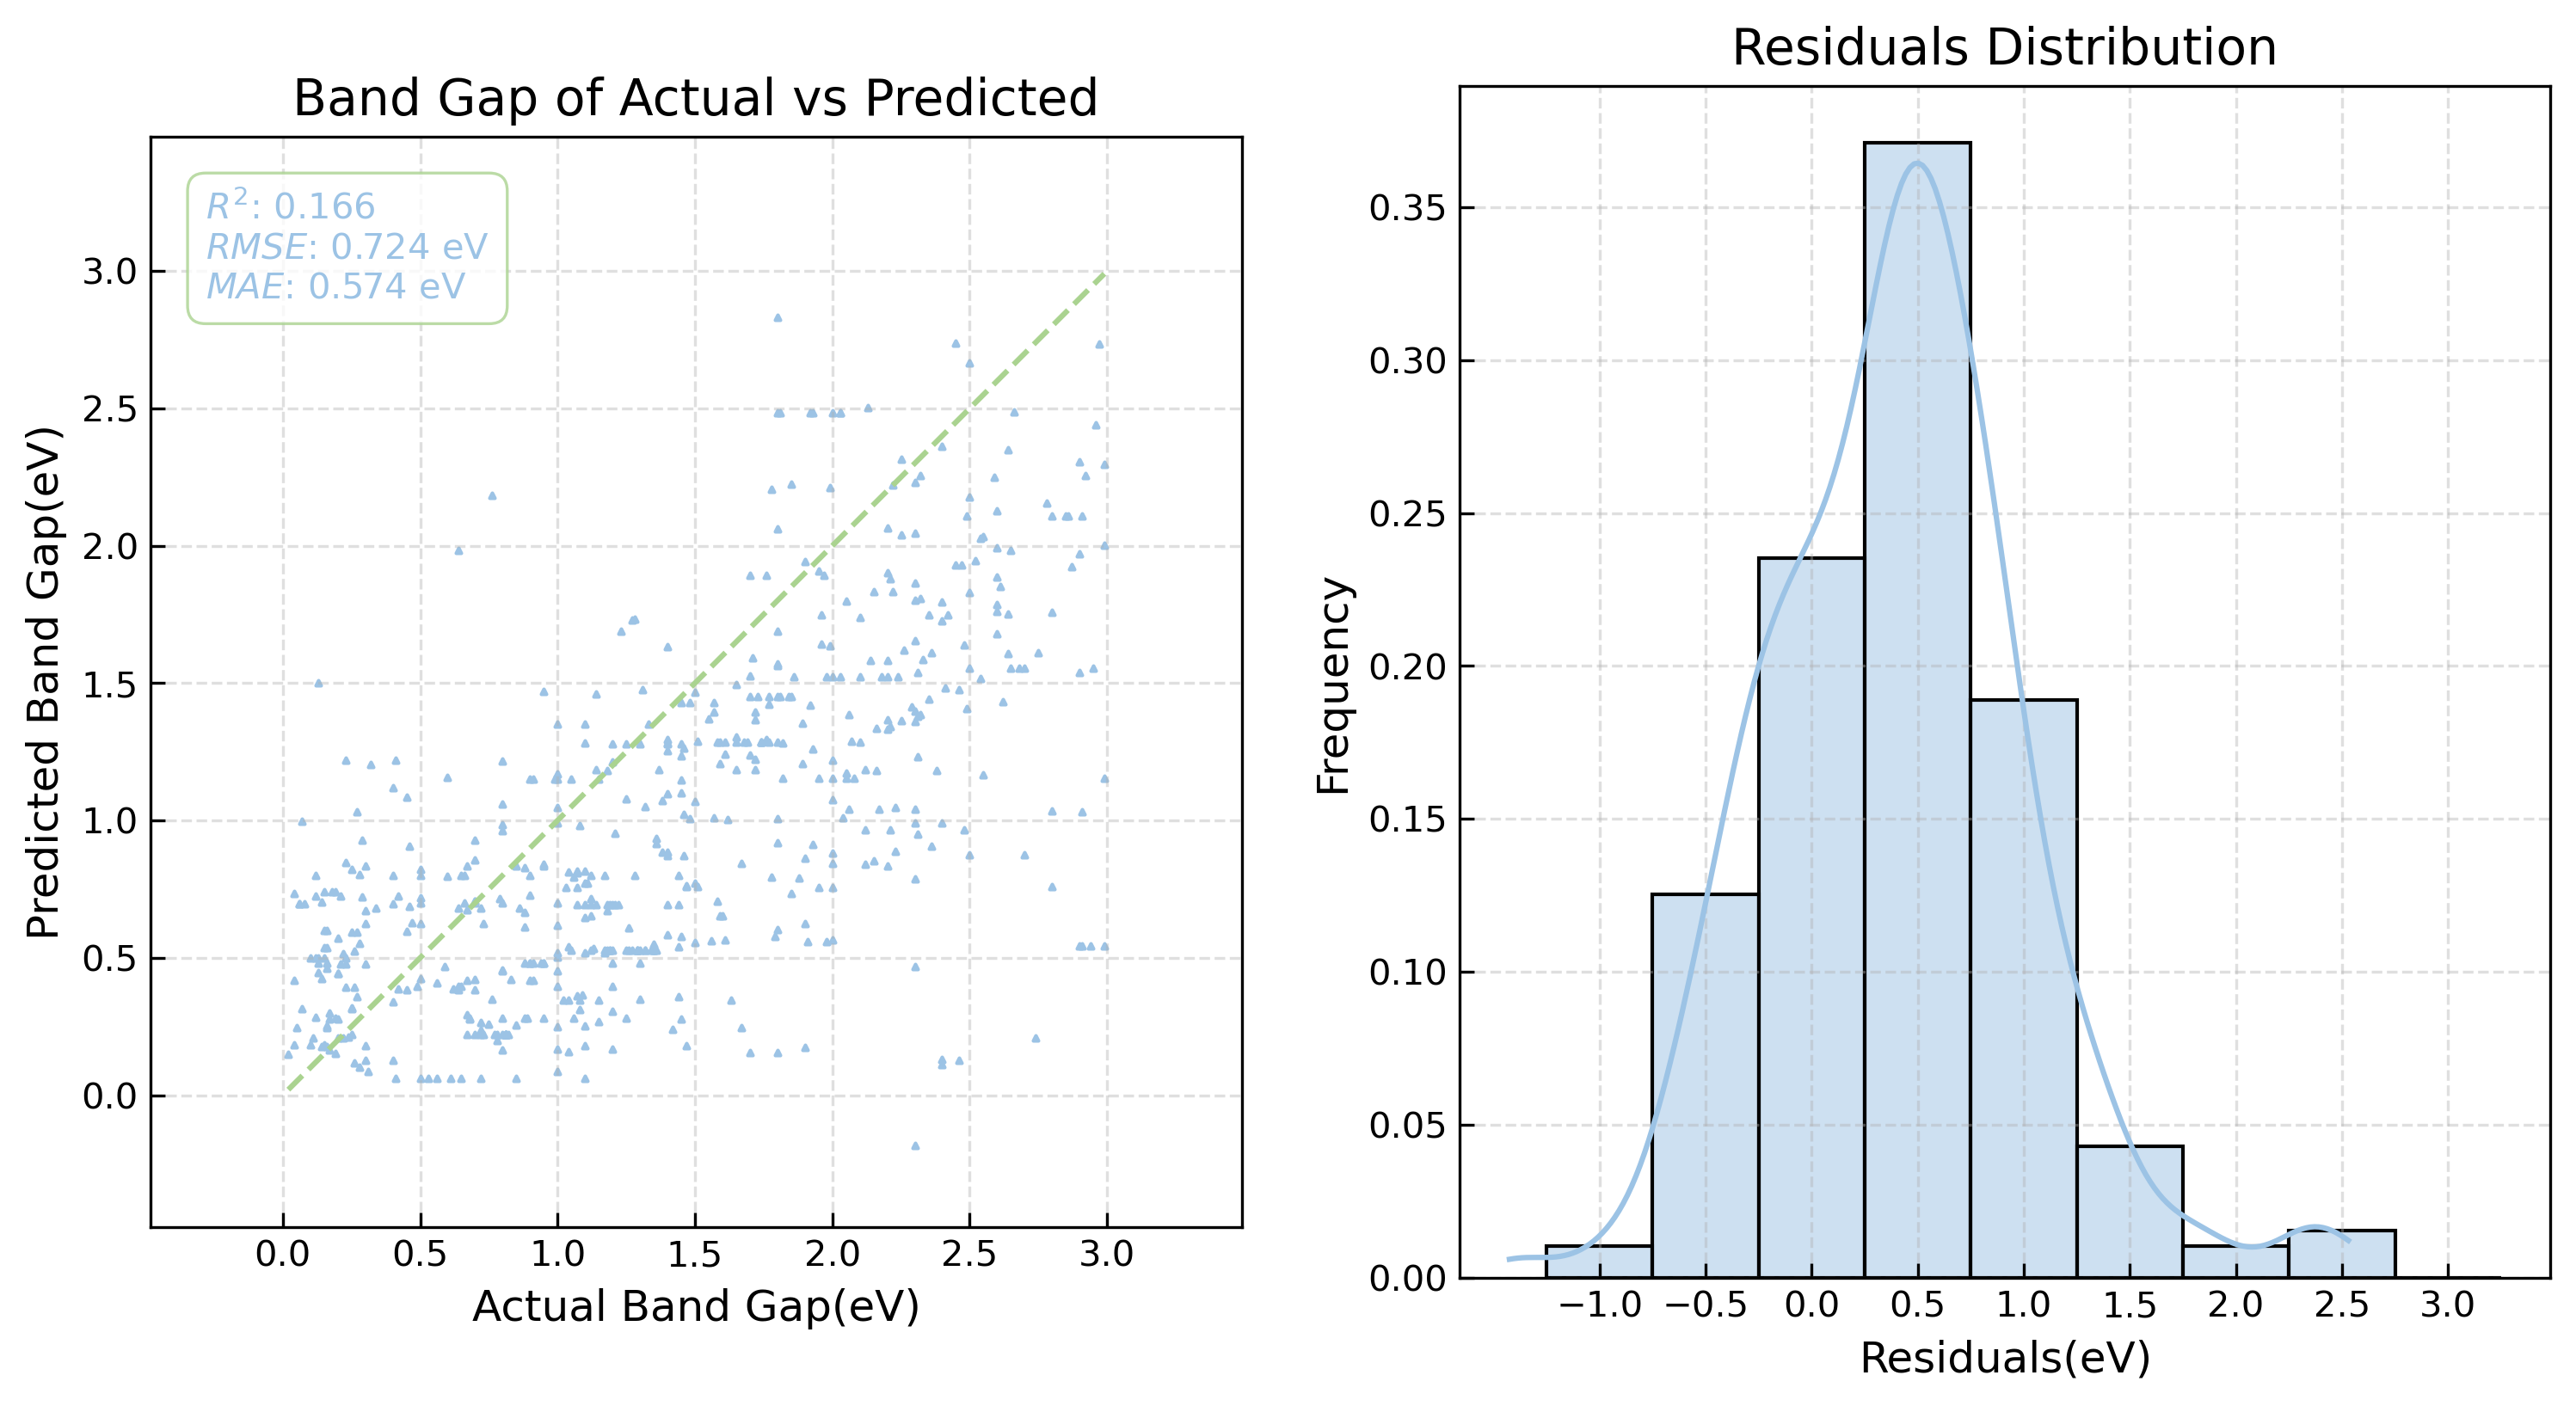 Band Gap of Actual vs Predicted
R²: 0.166
RMSE: 0.724 eV
MAE: 0.574 eV
Predicted Band Gap(eV)
3.0
2.5
2.0
1.5
1.0
0.5
0.0
0.0 0.5 1.0 1.5 2.0 2.5 3.0
Actual Band Gap(eV)
Residuals Distribution
Frequency
0.35
0.30
0.25
0.20
0.15
0.10
0.05
0.00
−1.0 −0.5 0.0 0.5 1.0 1.5 2.0 2.5 3.0
Residuals(eV)